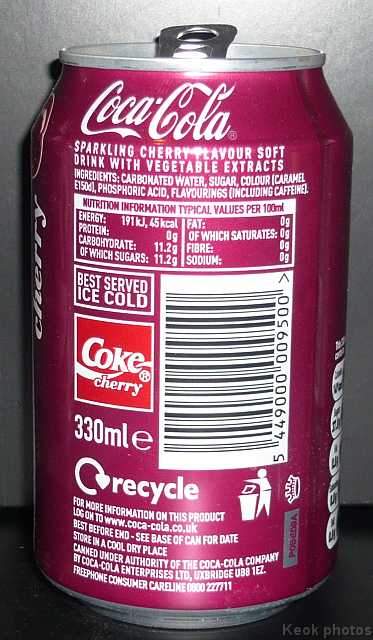 Coca-Cola®
SPARKLING CHERRY FLAVOUR SOFT
DRINK WITH VEGETABLE EXTRACTS
INGREDIENTS: CARBONATED WATER, SUGAR, COLOUR (CARAMEL
E150d), PHOSPHORIC ACID, FLAVOURINGS (INCLUDING CAFFEINE).
NUTRITION INFORMATION TYPICAL VALUES PER 100ml
ENERGY: 191 kJ, 45 kcal
PROTEIN: 0g
CARBOHYDRATE: 11.2g
OF WHICH SUGARS: 11.2g
FAT: 0g
OF WHICH SATURATES: 0g
FIBRE: 0g
SODIUM: 0g
cherry
BEST SERVED
ICE COLD
Coke®
cherry
5 449000 009500 >
330ml e
recycle
FOR MORE INFORMATION ON THIS PRODUCT
LOG ON TO www.coca-cola.co.uk
BEST BEFORE END - SEE BASE OF CAN FOR DATE
STORE IN A COOL DRY PLACE
CANNED UNDER AUTHORITY OF THE COCA-COLA COMPANY
BY COCA-COLA ENTERPRISES LTD, UXBRIDGE UB8 1EZ.
FREEPHONE CONSUMER CARELINE 0800 227711
Keok photos